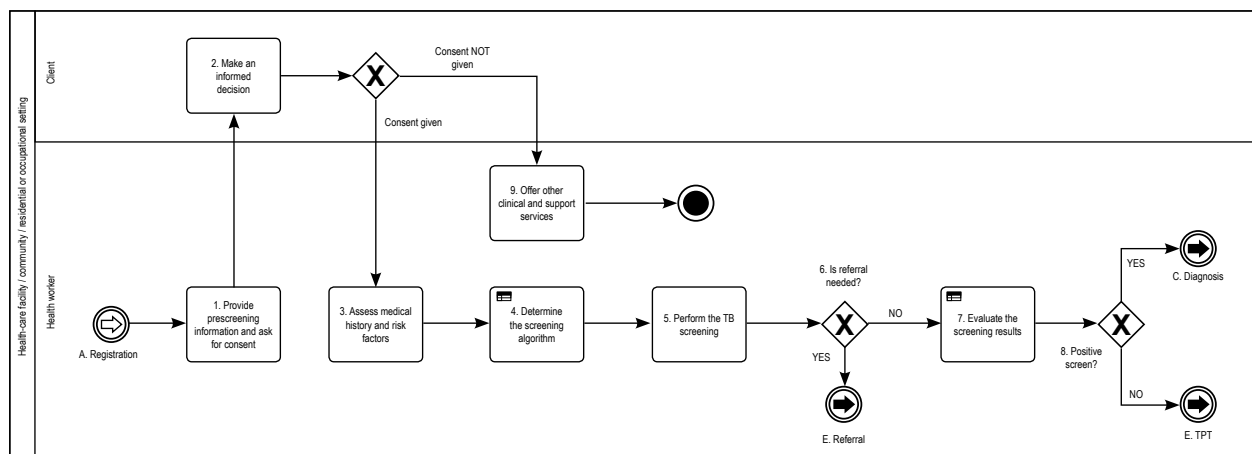 Health-care facility / community / residential or occupational setting
Client
Health worker
2. Make an
informed
decision
Consent NOT
given
Consent given
9. Offer other
clinical and support
services
A. Registration
1. Provide
prescreening
information and ask
for consent
3. Assess medical
history and risk
factors
4. Determine
the screening
algorithm
5. Perform the TB
screening
6. Is referral
needed?
NO
YES
E. Referral
7. Evaluate the
screening results
8. Positive
screen?
YES
C. Diagnosis
NO
E. TPT